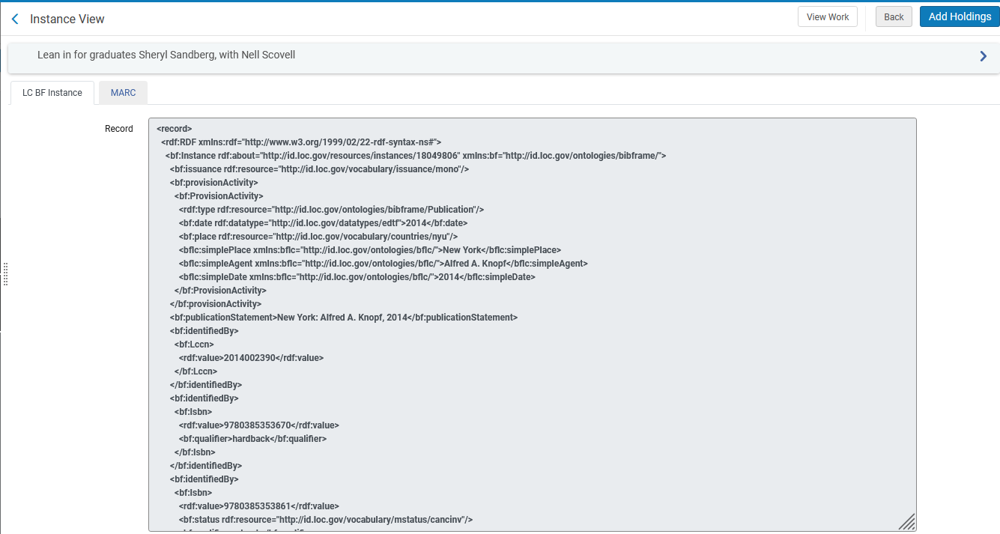 Instance View
View Work
Back
Add Holdings
Lean in for graduates Sheryl Sandberg, with Nell Scovell
LC BF Instance
MARC
Record
<record>
<rdf:RDF xmlns:rdf="http://www.w3.org/1999/02/22-rdf-syntax-ns#">
<bf:Instance rdf:about="http://id.loc.gov/resources/instances/18049806" xmlns:bf="http://id.loc.gov/ontologies/bibframe/">
<bf:issuance rdf:resource="http://id.loc.gov/vocabulary/issuance/mono"/>
<bf:provisionActivity>
<bf:ProvisionActivity>
<rdf:type rdf:resource="http://id.loc.gov/ontologies/bibframe/Publication"/>
<bf:date rdf:datatype="http://id.loc.gov/datatypes/edtf">2014</bf:date>
<bf:place rdf:resource="http://id.loc.gov/vocabulary/countries/nyu"/>
<bflc:simplePlace xmlns:bflc="http://id.loc.gov/ontologies/bflc/">New York</bflc:simplePlace>
<bflc:simpleAgent xmlns:bflc="http://id.loc.gov/ontologies/bflc/">Alfred A. Knopf</bflc:simpleAgent>
<bflc:simpleDate xmlns:bflc="http://id.loc.gov/ontologies/bflc/">2014</bflc:simpleDate>
</bf:ProvisionActivity>
</bf:provisionActivity>
<bf:publicationStatement>New York: Alfred A. Knopf, 2014</bf:publicationStatement>
<bf:identifiedBy>
<bf:Lccn>
<rdf:value>2014002390</rdf:value>
</bf:Lccn>
</bf:identifiedBy>
<bf:identifiedBy>
<bf:Isbn>
<rdf:value>9780385353670</rdf:value>
<bf:qualifier>hardback</bf:qualifier>
</bf:Isbn>
</bf:identifiedBy>
<bf:identifiedBy>
<bf:Isbn>
<rdf:value>9780385353861</rdf:value>
<bf:status rdf:resource="http://id.loc.gov/vocabulary/mstatus/cancinv"/>